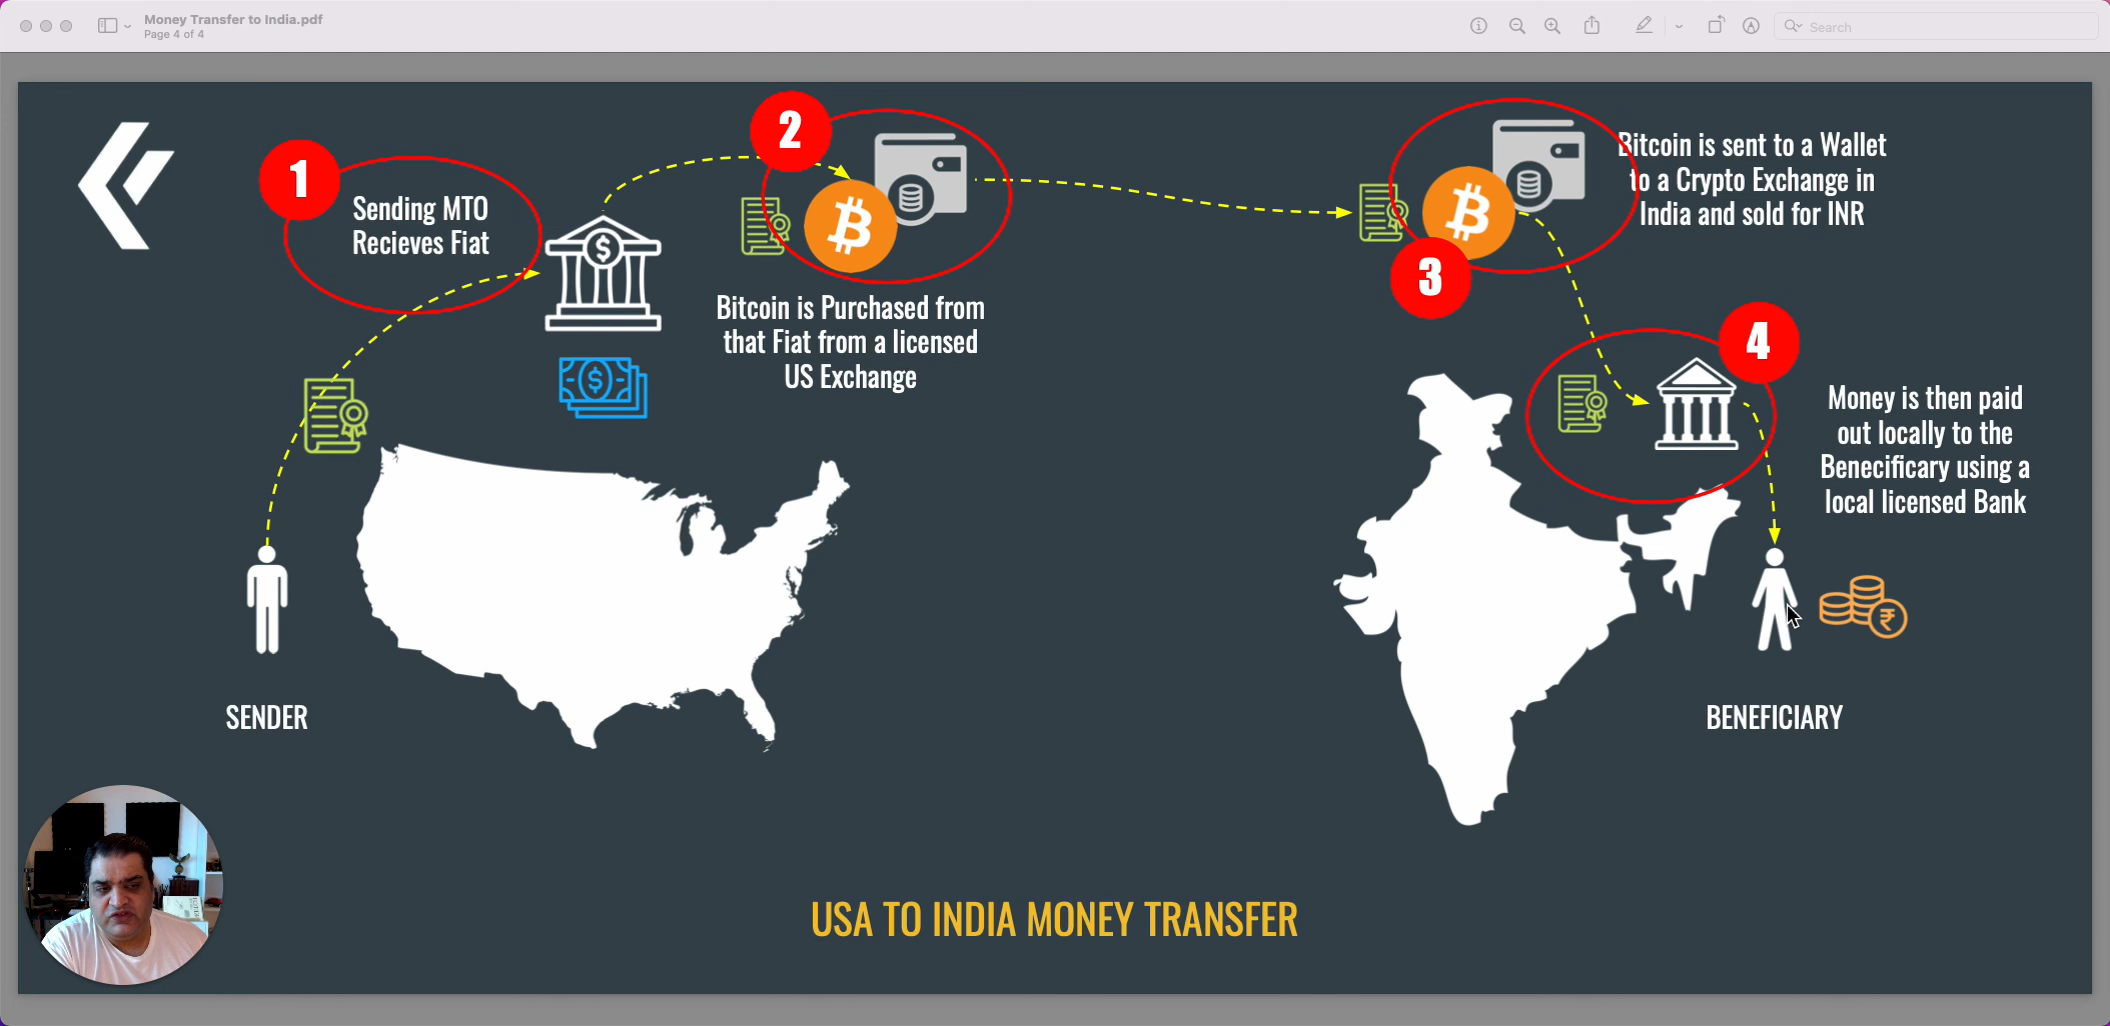 Money Transfer to India.pdf
Page 4 of 4
Search
1
Sending MTO
Recieves Fiat
2
Bitcoin is Purchased from
that Fiat from a licensed
US Exchange
3
Bitcoin is sent to a Wallet
to a Crypto Exchange in
India and sold for INR
4
Money is then paid
out locally to the
Benecificary using a
local licensed Bank
SENDER
BENEFICIARY
USA TO INDIA MONEY TRANSFER